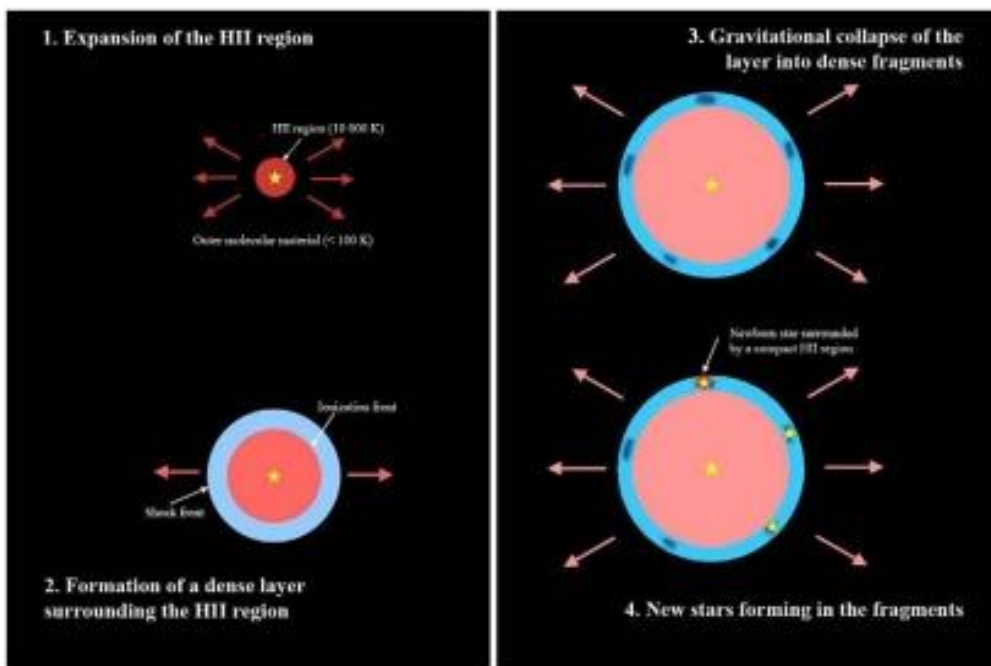 1. Expansion of the HII region
HII region (10 000 K)
Outer molecular material (< 100 K)
Ionization front
Shock front
2. Formation of a dense layer
surrounding the HII region
3. Gravitational collapse of the
layer into dense fragments
Newborn star surrounded
by a compact HII region
4. New stars forming in the fragments